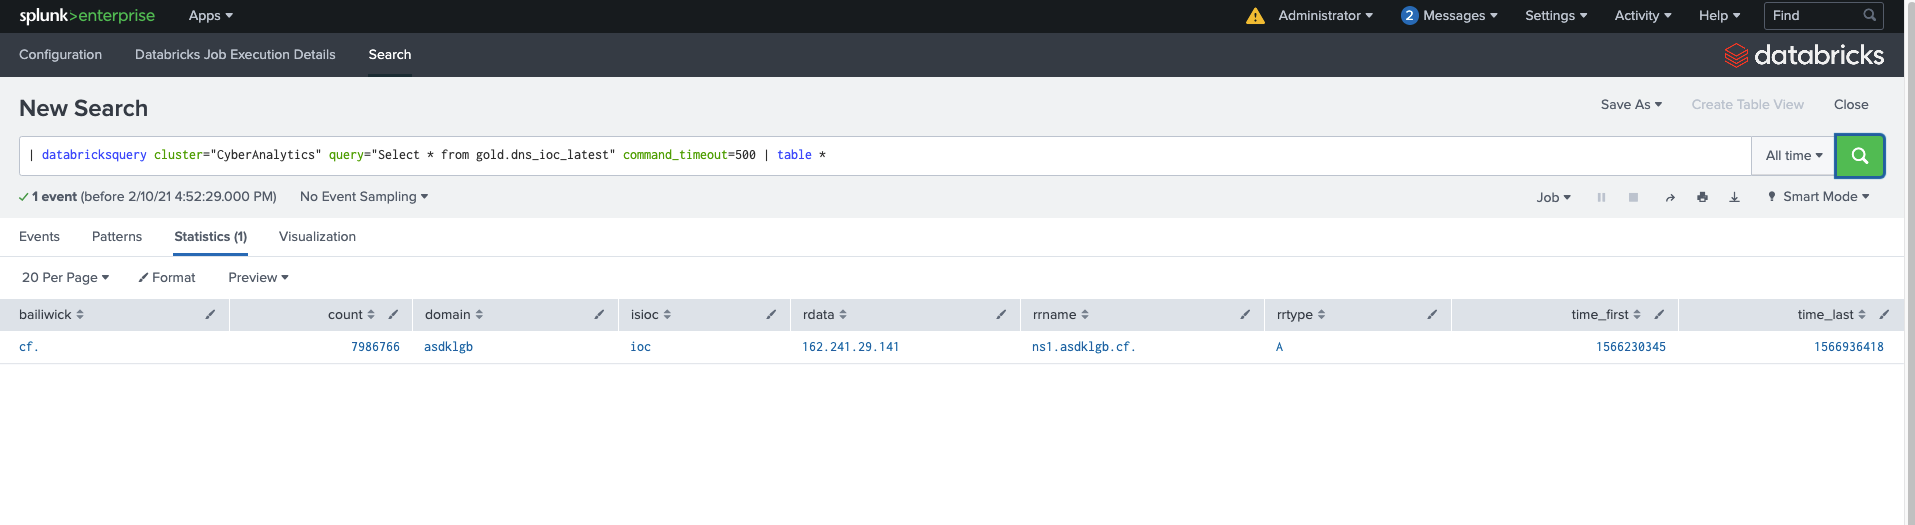 splunk>enterprise Apps Administrator 2 Messages Settings Activity Help Find
Configuration Databricks Job Execution Details Search databricks
New Search Save As Create Table View Close
| databricksquery cluster="CyberAnalytics" query="Select * from gold.dns_ioc_latest" command_timeout=500 | table * All time
1 event (before 2/10/21 4:52:29.000 PM) No Event Sampling Job Smart Mode
Events Patterns Statistics (1) Visualization
20 Per Page Format Preview
bailiwick count domain isioc rdata rrname rrtype time_first time_last
cf. 7986766 asdklgb ioc 162.241.29.141 ns1.asdklgb.cf. A 1566230345 1566936418